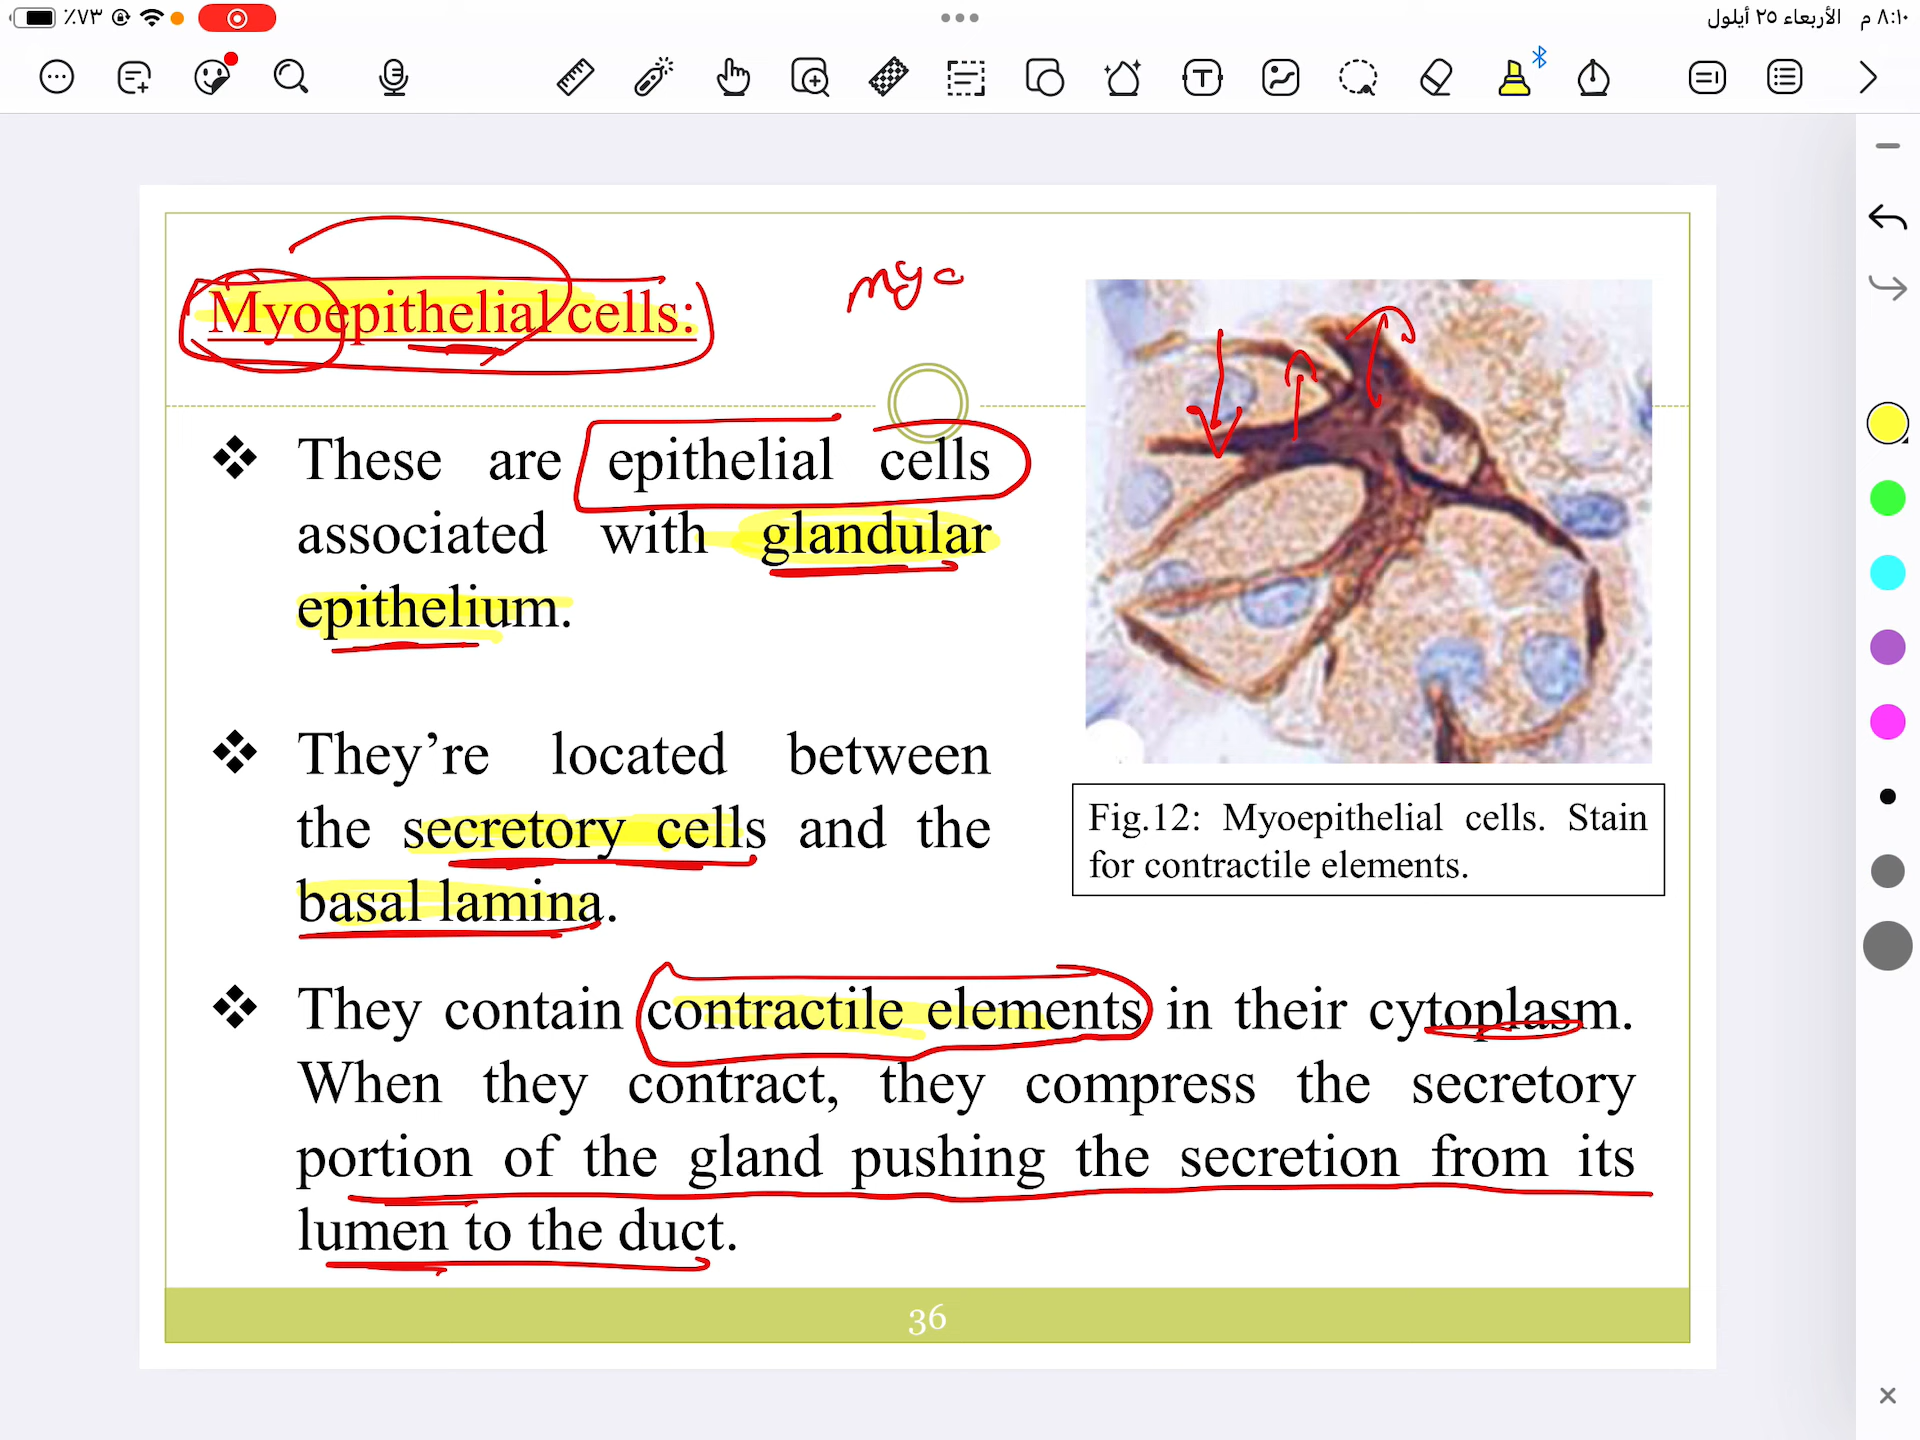 ٪٧٣
٨:١٠ م الأربعاء ٢٥ أيلول
Myoepithelial cells:
myo
These are epithelial cells
associated with glandular
epithelium.
They’re located between
the secretory cells and the
basal lamina.
Fig.12: Myoepithelial cells. Stain
for contractile elements.
They contain contractile elements in their cytoplasm.
When they contract, they compress the secretory
portion of the gland pushing the secretion from its
lumen to the duct.
36